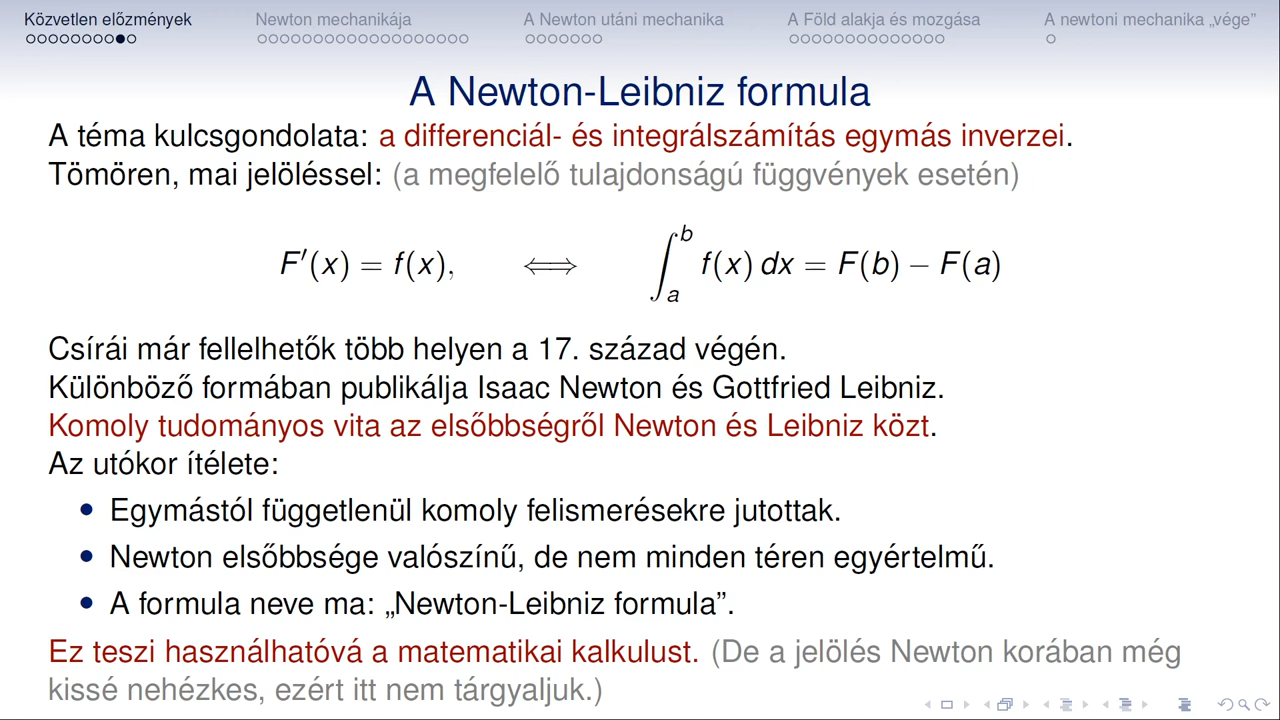 Közvetlen előzmények Newton mechanikája A Newton utáni mechanika A Föld alakja és mozgása A newtoni mechanika „vége”
A Newton-Leibniz formula
A téma kulcsgondolata: a differenciál- és integrálszámítás egymás inverzei.
Tömören, mai jelöléssel: (a megfelelő tulajdonságú függvények esetén)
F′(x) = f(x), ⟺ ∫_a^b f(x) dx = F(b) − F(a)
Csírái már fellelhetők több helyen a 17. század végén.
Különböző formában publikálja Isaac Newton és Gottfried Leibniz.
Komoly tudományos vita az elsőbbségről Newton és Leibniz közt.
Az utókor ítélete:
• Egymástól függetlenül komoly felismerésekre jutottak.
• Newton elsőbbsége valószínű, de nem minden téren egyértelmű.
• A formula neve ma: „Newton-Leibniz formula”.
Ez teszi használhatóvá a matematikai kalkulust. (De a jelölés Newton korában még
kissé nehézkes, ezért itt nem tárgyaljuk.)